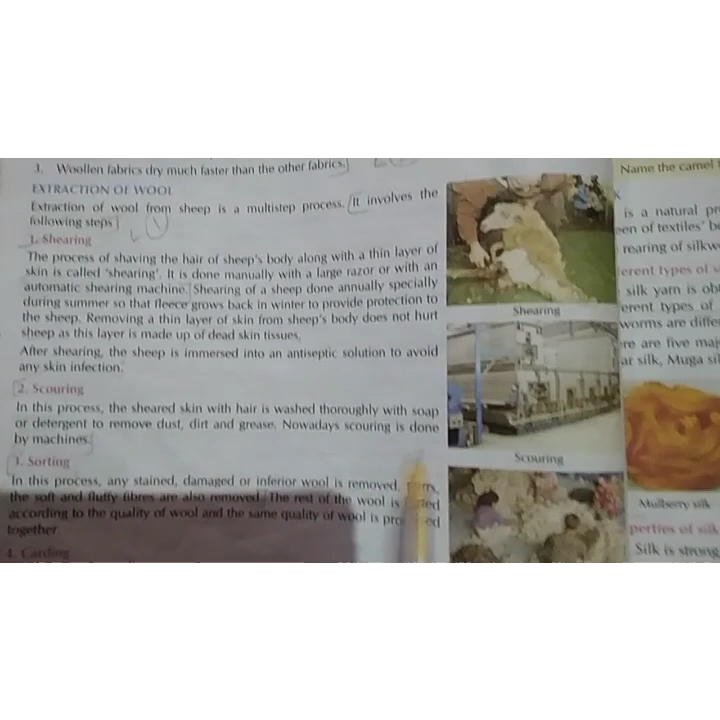 3. Woollen fabrics dry much faster than the other fabrics.
EXTRACTION OF WOOL
Extraction of wool from sheep is a multistep process. It involves the
following steps
1. Shearing
The process of shaving the hair of sheep's body along with a thin layer of
skin is called 'shearing'. It is done manually with a large razor or with an
automatic shearing machine. Shearing of a sheep done annually specially
during summer so that fleece grows back in winter to provide protection to
the sheep. Removing a thin layer of skin from sheep's body does not hurt
sheep as this layer is made up of dead skin tissues.
After shearing, the sheep is immersed into an antiseptic solution to avoid
any skin infection.
2. Scouring
In this process, the sheared skin with hair is washed thoroughly with soap
or detergent to remove dust, dirt and grease. Nowadays scouring is done
by machines.
3. Sorting
In this process, any stained, damaged or inferior wool is removed.
the soft and fluffy fibres are also removed. The rest of the wool is
according to the quality of wool and the same quality of wool is
together.
4. Carding
Shearing
Scouring
Name the camel
is a natural
een of textiles'
rearing of
erent types of
silk yarn is
erent types of
worms are
re are five
ar silk, Muga
Mulberry silk
perties of silk
Silk is strong